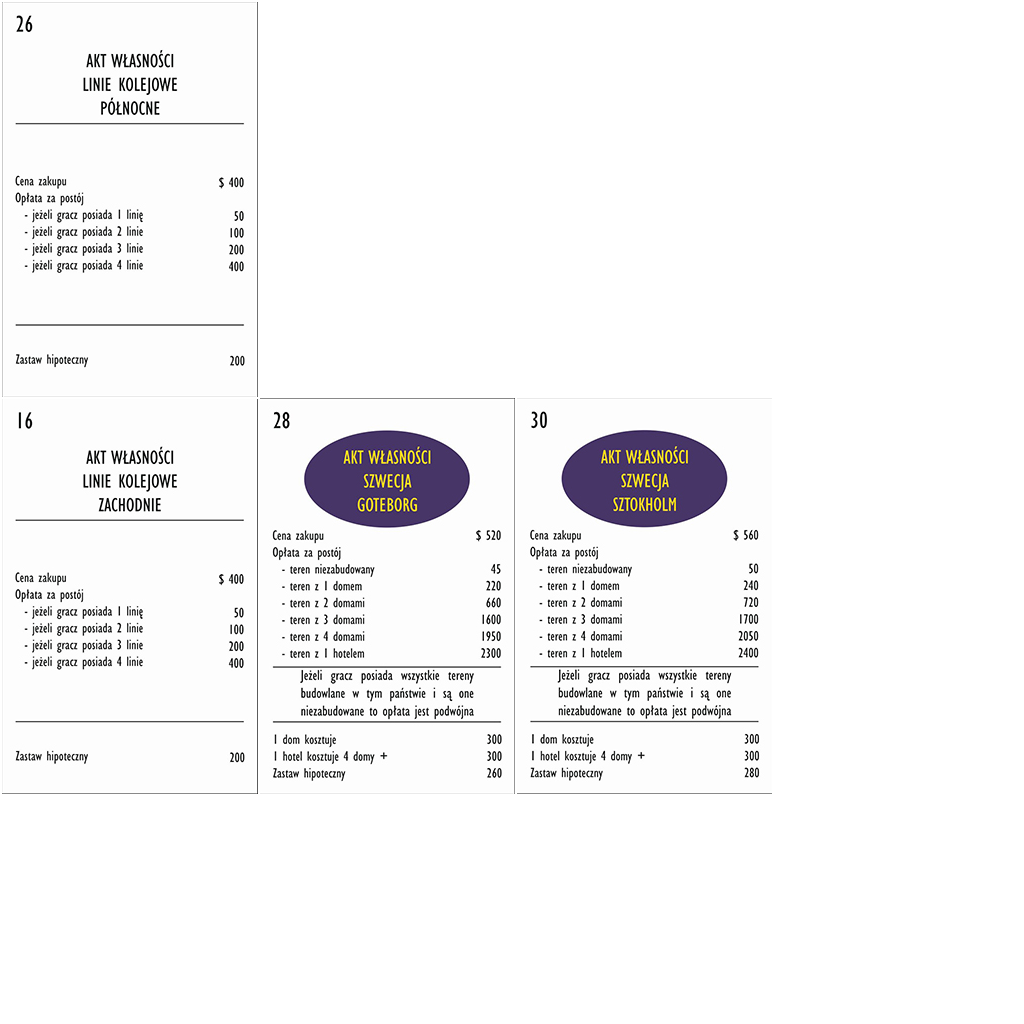 26
AKT WŁASNOŚCI
LINIE KOLEJOWE
PÓŁNOCNE
Cena zakupu $ 400
Opłata za postój
- jeżeli gracz posiada 1 linię 50
- jeżeli gracz posiada 2 linie 100
- jeżeli gracz posiada 3 linie 200
- jeżeli gracz posiada 4 linie 400
Zastaw hipoteczny 200
16
AKT WŁASNOŚCI
LINIE KOLEJOWE
ZACHODNIE
Cena zakupu $ 400
Opłata za postój
- jeżeli gracz posiada 1 linię 50
- jeżeli gracz posiada 2 linie 100
- jeżeli gracz posiada 3 linie 200
- jeżeli gracz posiada 4 linie 400
Zastaw hipoteczny 200
28
AKT WŁASNOŚCI
SZWECJA
GOTEBORG
Cena zakupu $ 520
Opłata za postój
- teren niezabudowany 45
- teren z 1 domem 220
- teren z 2 domami 660
- teren z 3 domami 1600
- teren z 4 domami 1950
- teren z 1 hotelem 2300
Jeżeli gracz posiada wszystkie tereny
budowlane w tym państwie i są one
niezabudowane to opłata jest podwójna
1 dom kosztuje 300
1 hotel kosztuje 4 domy + 300
Zastaw hipoteczny 260
30
AKT WŁASNOŚCI
SZWECJA
SZTOKHOLM
Cena zakupu $ 560
Opłata za postój
- teren niezabudowany 50
- teren z 1 domem 240
- teren z 2 domami 720
- teren z 3 domami 1700
- teren z 4 domami 2050
- teren z 1 hotelem 2400
Jeżeli gracz posiada wszystkie tereny
budowlane w tym państwie i są one
niezabudowane to opłata jest podwójna
1 dom kosztuje 300
1 hotel kosztuje 4 domy + 300
Zastaw hipoteczny 280